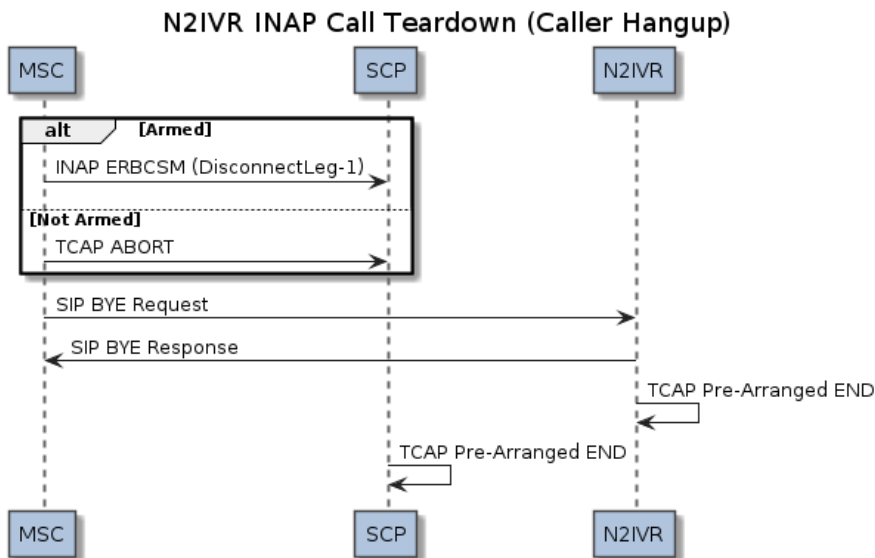 N2IVR INAP Call Teardown (Caller Hangup)
MSC SCP N2IVR
alt [Armed]
INAP ERBCSM (DisconnectLeg-1)
[Not Armed]
TCAP ABORT
SIP BYE Request
SIP BYE Response
TCAP Pre-Arranged END
TCAP Pre-Arranged END
MSC SCP N2IVR